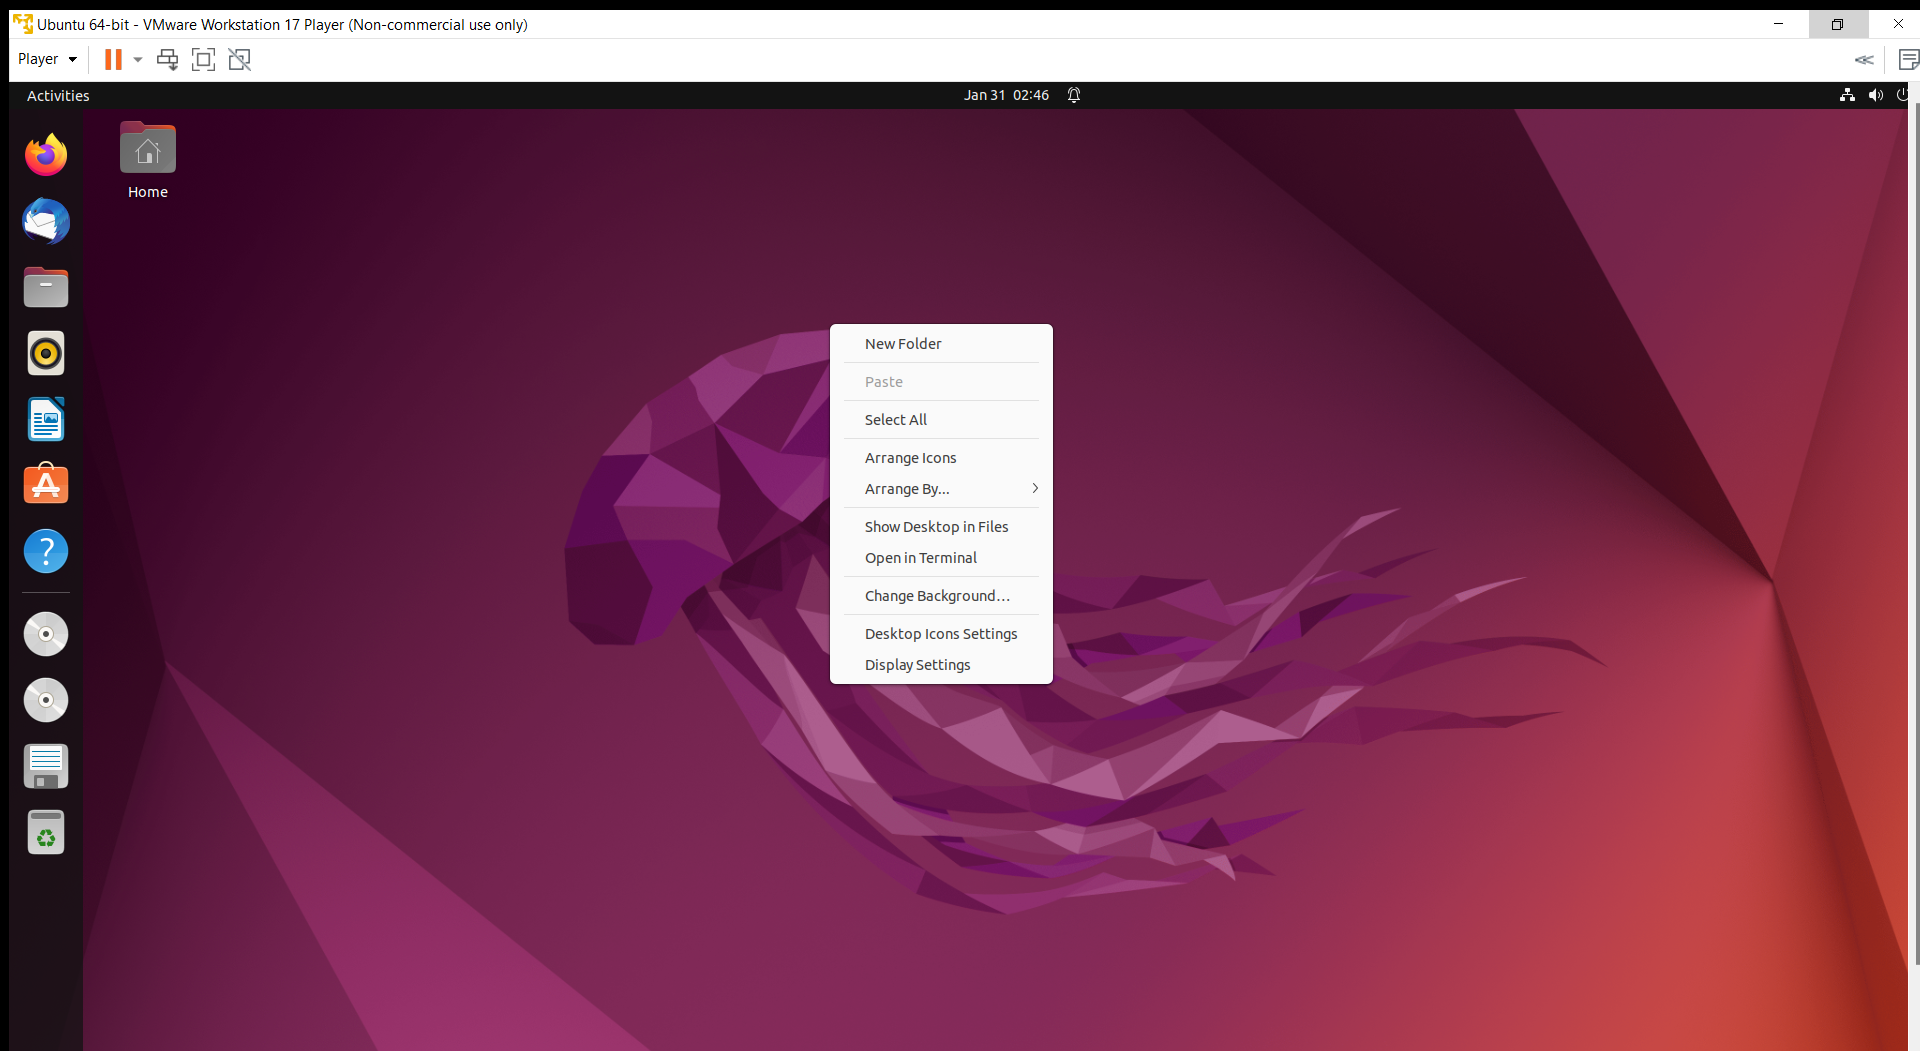 Ubuntu 64-bit - VMware Workstation 17 Player (Non-commercial use only)
Player
Activities
Jan 31 02:46
Home
New Folder
Paste
Select All
Arrange Icons
Arrange By...
Show Desktop in Files
Open in Terminal
Change Background...
Desktop Icons Settings
Display Settings